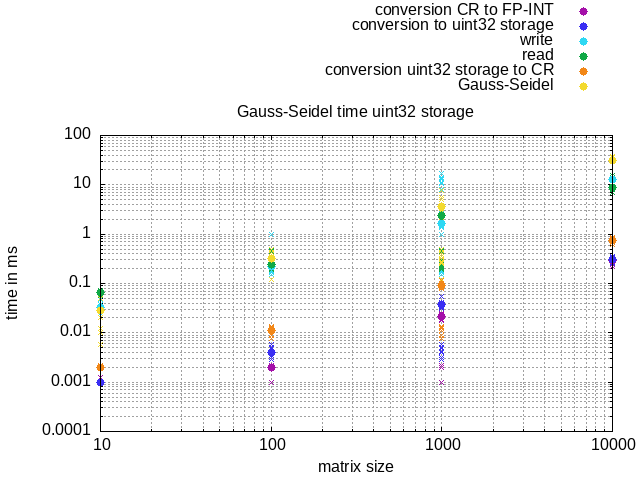 conversion CR to FP-INT
conversion to uint32 storage
write
read
conversion uint32 storage to CR
Gauss-Seidel
Gauss-Seidel time uint32 storage
100
10
1
0.1
0.01
0.001
0.0001
time in ms
10 100 1000 10000
matrix size